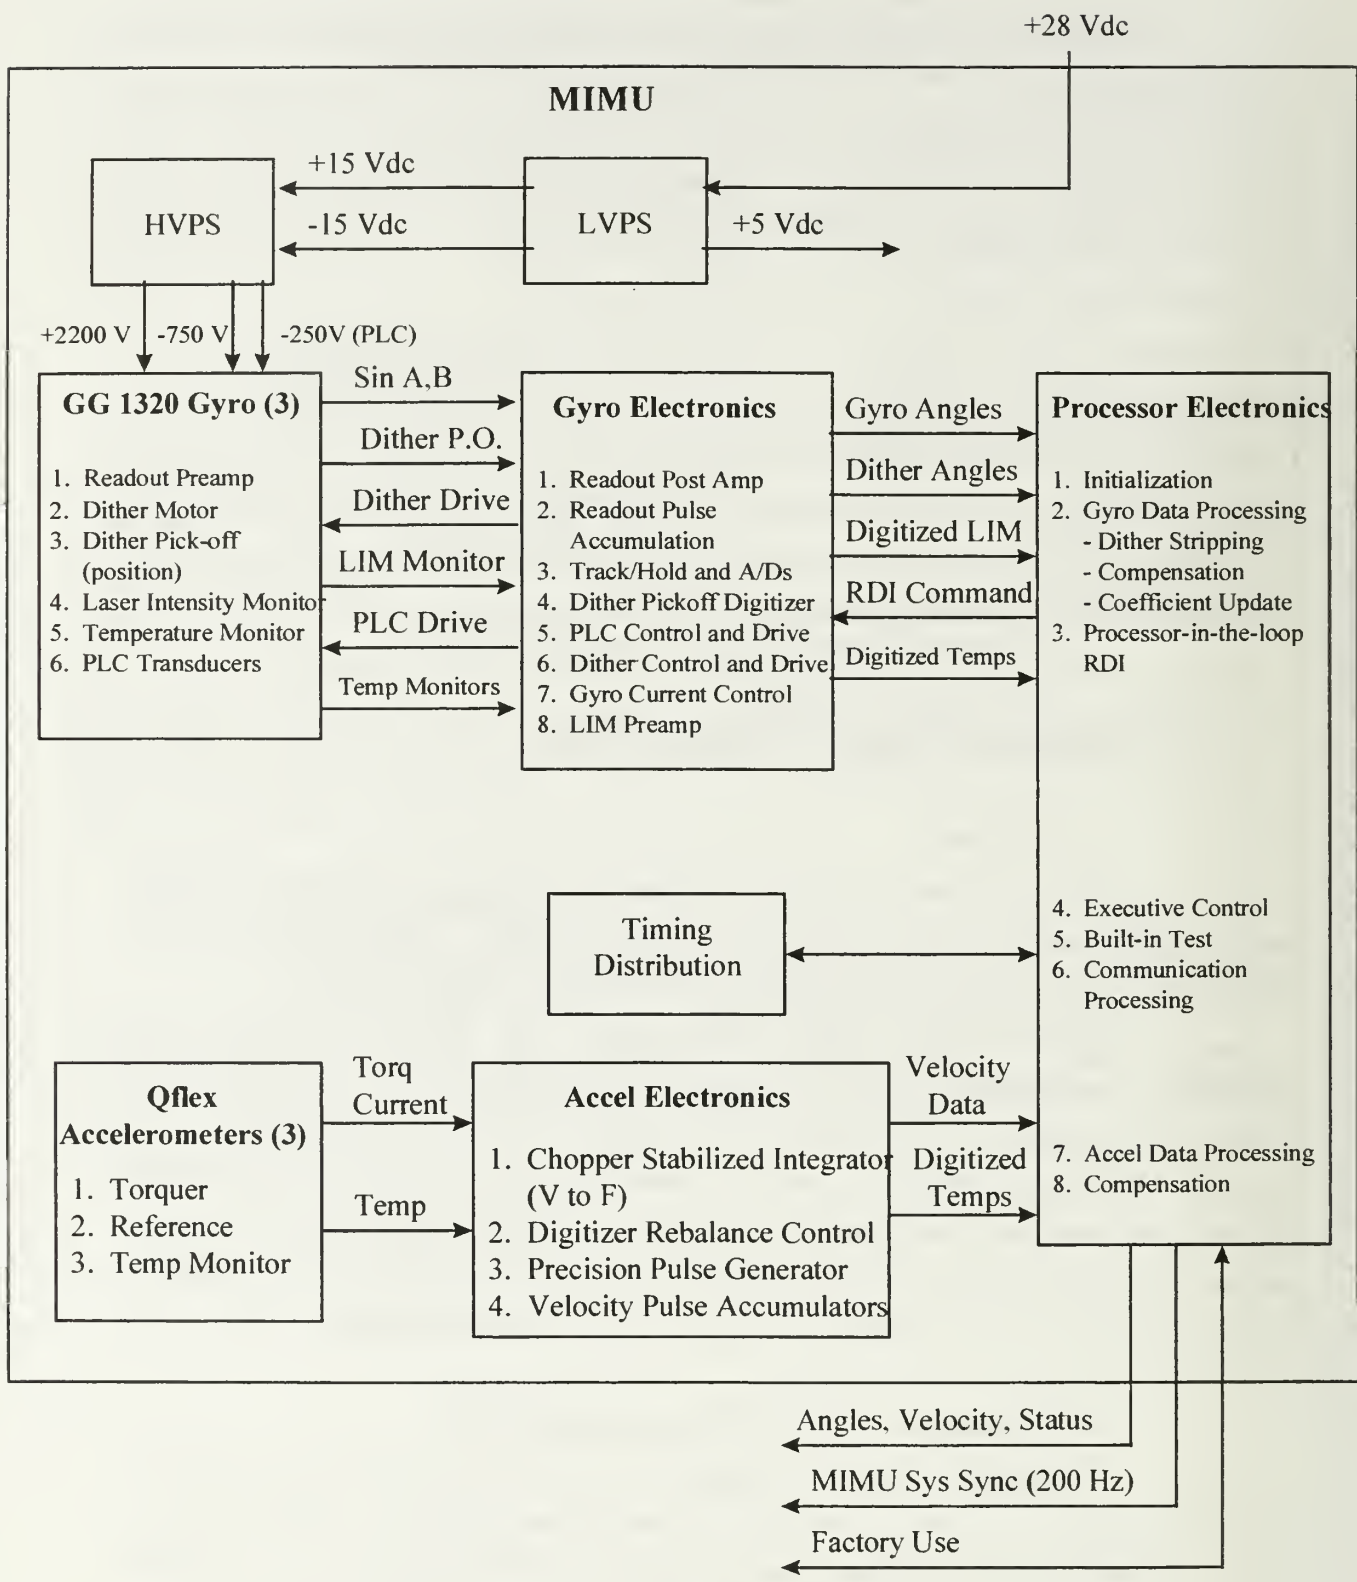 +28 Vdc
MIMU
+15 Vdc
HVPS
-15 Vdc
LVPS
+5 Vdc
+2200 V
-750 V
-250V (PLC)
GG 1320 Gyro (3)
1. Readout Preamp
2. Dither Motor
3. Dither Pick-off
(position)
4. Laser Intensity Monitor
5. Temperature Monitor
6. PLC Transducers
Sin A,B
Dither P.O.
Dither Drive
LIM Monitor
PLC Drive
Temp Monitors
Gyro Electronics
1. Readout Post Amp
2. Readout Pulse
Accumulation
3. Track/Hold and A/Ds
4. Dither Pickoff Digitizer
5. PLC Control and Drive
6. Dither Control and Drive
7. Gyro Current Control
8. LIM Preamp
Gyro Angles
Dither Angles
Digitized LIM
RDI Command
Digitized Temps
Processor Electronics
1. Initialization
2. Gyro Data Processing
- Dither Stripping
- Compensation
- Coefficient Update
3. Processor-in-the-loop
RDI
4. Executive Control
5. Built-in Test
6. Communication
Processing
7. Accel Data Processing
8. Compensation
Timing
Distribution
Qflex
Accelerometers (3)
1. Torquer
2. Reference
3. Temp Monitor
Torq
Current
Temp
Accel Electronics
1. Chopper Stabilized Integrator
(V to F)
2. Digitizer Rebalance Control
3. Precision Pulse Generator
4. Velocity Pulse Accumulators
Velocity
Data
Digitized
Temps
Angles, Velocity, Status
MIMU Sys Sync (200 Hz)
Factory Use